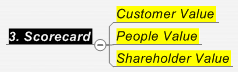 Customer Value
3. Scorecard
People Value
Shareholder Value